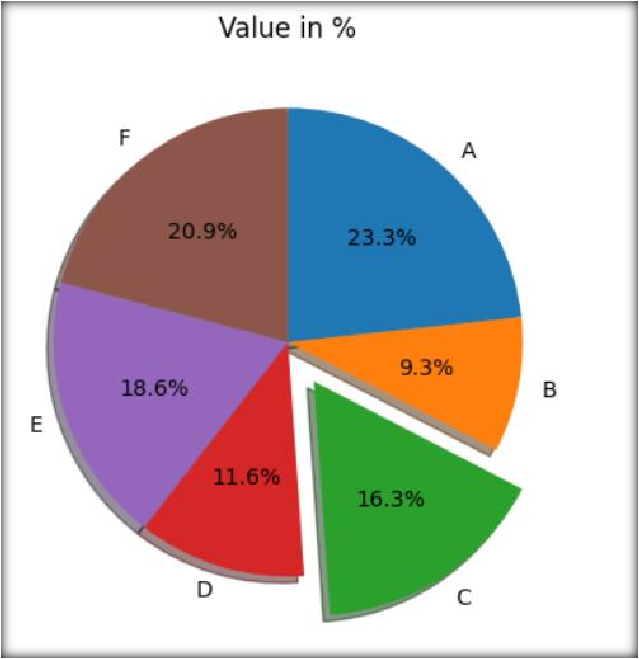 Value in %
F
A
20.9%
23.3%
9.3%
B
18.6%
E
11.6%
16.3%
D
C